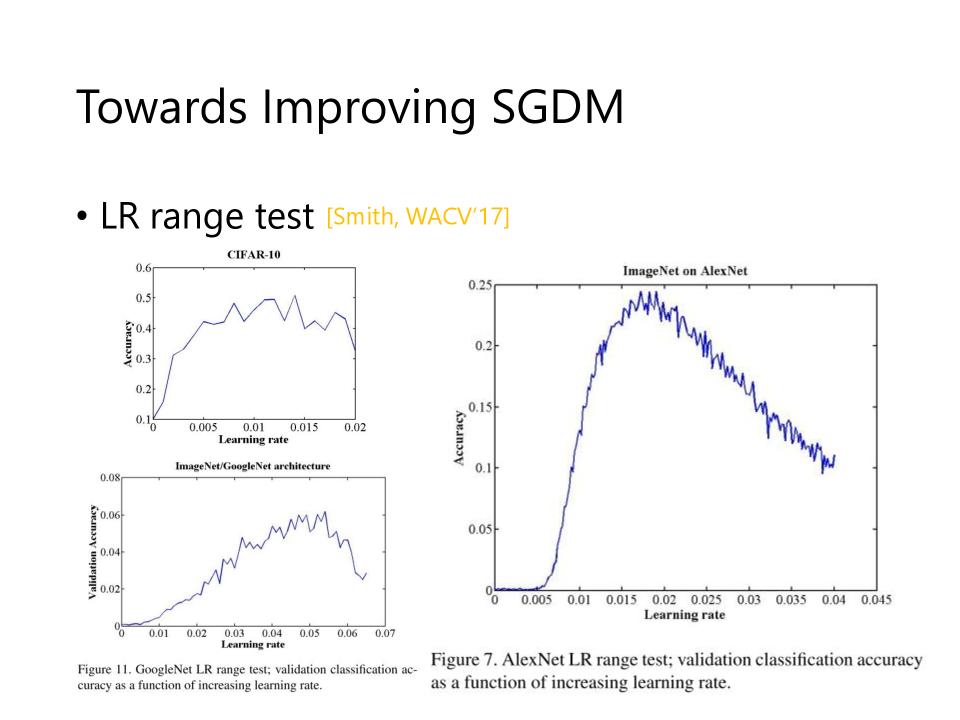 Towards Improving SGDM
• LR range test [Smith, WACV'17]
CIFAR-10
0.6
0.5
0.4
0.3
0.2
0.1
Accuracy
0 0.005 0.01 0.015 0.02
Learning rate
ImageNet/GoogleNet architecture
0.08
0.06
0.04
0.02
0
Validation Accuracy
0 0.01 0.02 0.03 0.04 0.05 0.06 0.07
Learning rate
Figure 11. GoogleNet LR range test; validation classification ac-
curacy as a function of increasing learning rate.
ImageNet on AlexNet
0.25
0.2
0.15
0.1
0.05
0
Accuracy
0 0.005 0.01 0.015 0.02 0.025 0.03 0.035 0.04 0.045
Learning rate
Figure 7. AlexNet LR range test; validation classification accuracy
as a function of increasing learning rate.